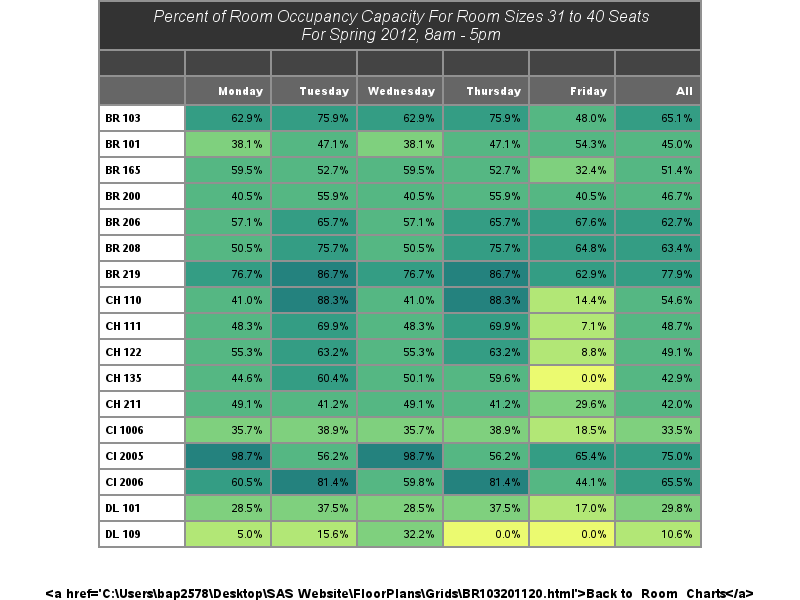 Percent of Room Occupancy Capacity For Room Sizes 31 to 40 Seats
For Spring 2012, 8am - 5pm
Monday Tuesday Wednesday Thursday Friday All
BR 103 62.9% 75.9% 62.9% 75.9% 48.0% 65.1%
BR 101 38.1% 47.1% 38.1% 47.1% 54.3% 45.0%
BR 165 59.5% 52.7% 59.5% 52.7% 32.4% 51.4%
BR 200 40.5% 55.9% 40.5% 55.9% 40.5% 46.7%
BR 206 57.1% 65.7% 57.1% 65.7% 67.6% 62.7%
BR 208 50.5% 75.7% 50.5% 75.7% 64.8% 63.4%
BR 219 76.7% 86.7% 76.7% 86.7% 62.9% 77.9%
CH 110 41.0% 88.3% 41.0% 88.3% 14.4% 54.6%
CH 111 48.3% 69.9% 48.3% 69.9% 7.1% 48.7%
CH 122 55.3% 63.2% 55.3% 63.2% 8.8% 49.1%
CH 135 44.6% 60.4% 50.1% 59.6% 0.0% 42.9%
CH 211 49.1% 41.2% 49.1% 41.2% 29.6% 42.0%
CI 1006 35.7% 38.9% 35.7% 38.9% 18.5% 33.5%
CI 2005 98.7% 56.2% 98.7% 56.2% 65.4% 75.0%
CI 2006 60.5% 81.4% 59.8% 81.4% 44.1% 65.5%
DL 101 28.5% 37.5% 28.5% 37.5% 17.0% 29.8%
DL 109 5.0% 15.6% 32.2% 0.0% 0.0% 10.6%
<a href='C:\Users\bap2578\Desktop\SAS Website\FloorPlans\Grids\BR103201120.html'>Back to Room Charts</a>